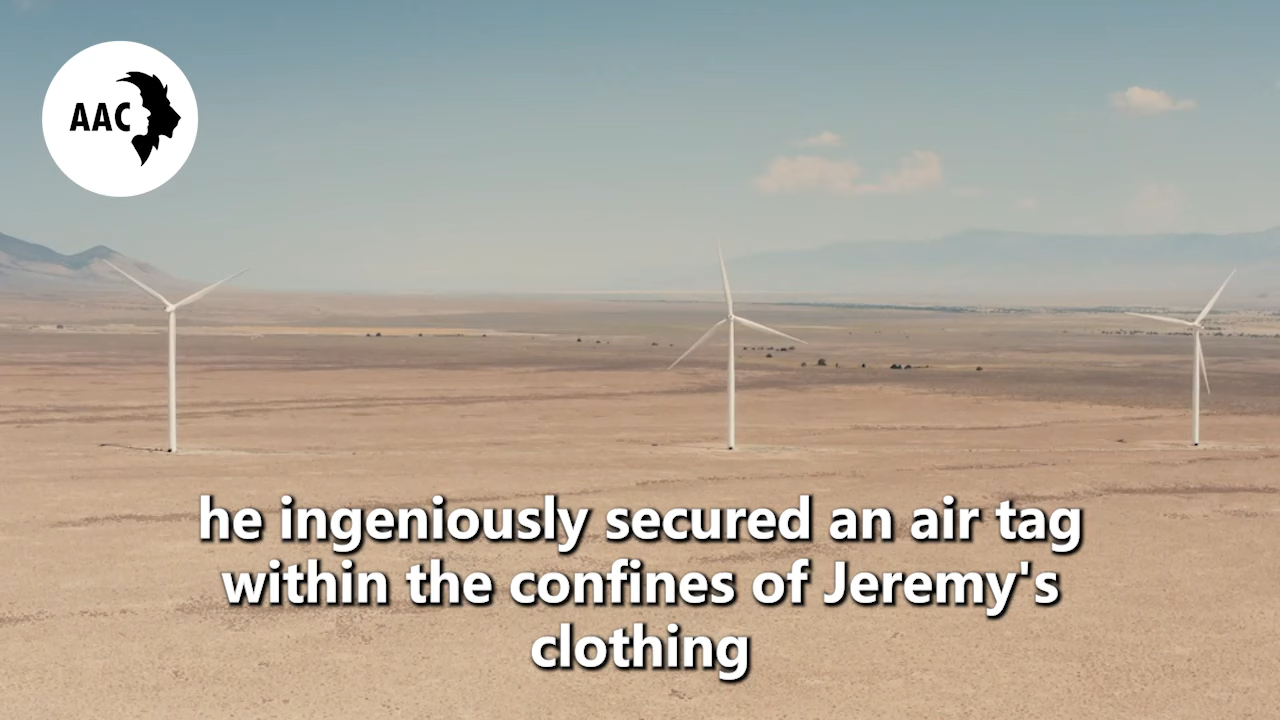 AAC
he ingeniously secured an air tag
within the confines of Jeremy's
clothing